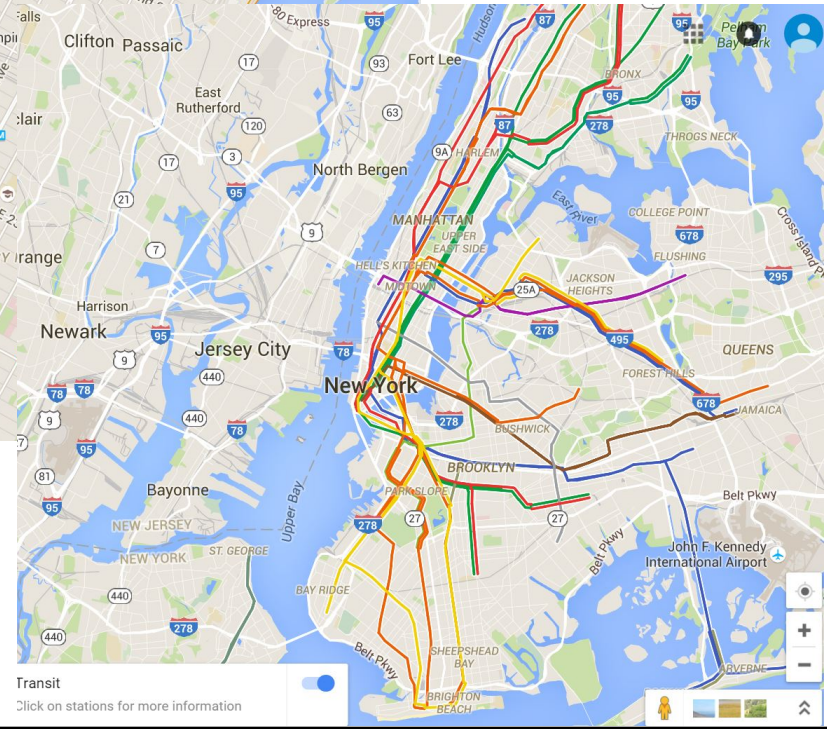 Falls
80 Express
95
Hudson
87
95
Pelham
Bay Park
Clifton
Passaic
17
93
Fort Lee
BRONX
95
95
East
Rutherford
63
120
87
278
THROGS NECK
clair
3
17
9A
HARLEM
North Bergen
95
21
East River
COLLEGE POINT
MANHATTAN
678
9
UPPER
EAST SIDE
FLUSHING
Cross Island P
7
HELL'S KITCHEN
295
range
MIDTOWN
25A
JACKSON
HEIGHTS
Harrison
Newark
95
278
495
Jersey City
78
QUEENS
9
440
FOREST HILLS
New York
78
78
678
JAMAICA
9
440
78
278
BUSHWICK
95
BROOKLYN
81
Bayonne
PARK SLOPE
Belt Pkwy
95
Upper Bay
278
27
27
NEW JERSEY
NEW YORK
ST. GEORGE
Belt Pkwy
John F. Kennedy
International Airport
440
BAY RIDGE
440
278
Belt Pkwy
SHEEPSHEAD
BAY
ARVERNE
Transit
Click on stations for more information
BRIGHTON
BEACH